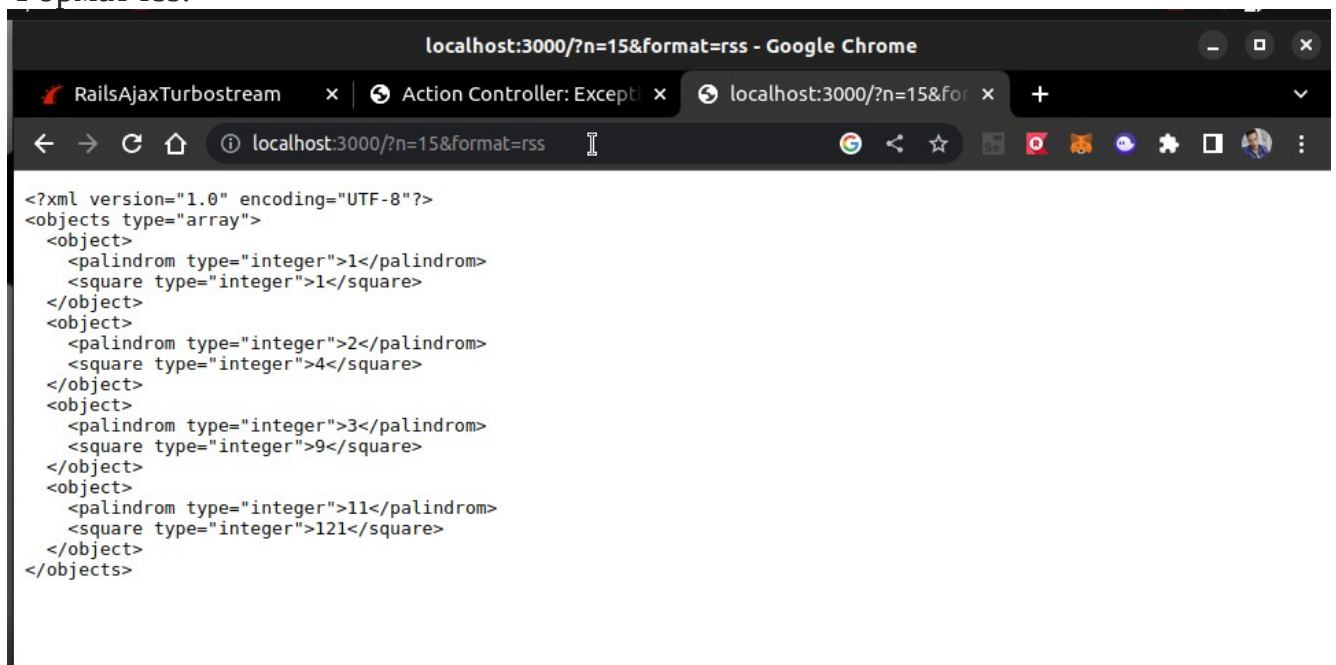 Формат rss:
localhost:3000/?n=15&format=rss - Google Chrome
RailsAjaxTurbostream
Action Controller: Excepti
localhost:3000/?n=15&for
localhost:3000/?n=15&format=rss
<?xml version="1.0" encoding="UTF-8"?>
<objects type="array">
  <object>
    <palindrom type="integer">1</palindrom>
    <square type="integer">1</square>
  </object>
  <object>
    <palindrom type="integer">2</palindrom>
    <square type="integer">4</square>
  </object>
  <object>
    <palindrom type="integer">3</palindrom>
    <square type="integer">9</square>
  </object>
  <object>
    <palindrom type="integer">11</palindrom>
    <square type="integer">121</square>
  </object>
</objects>